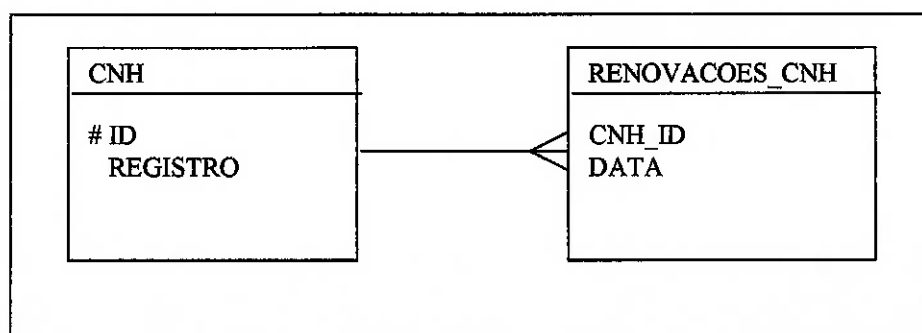 CNH
# ID
REGISTRO
RENOVACOES_CNH
CNH_ID
DATA